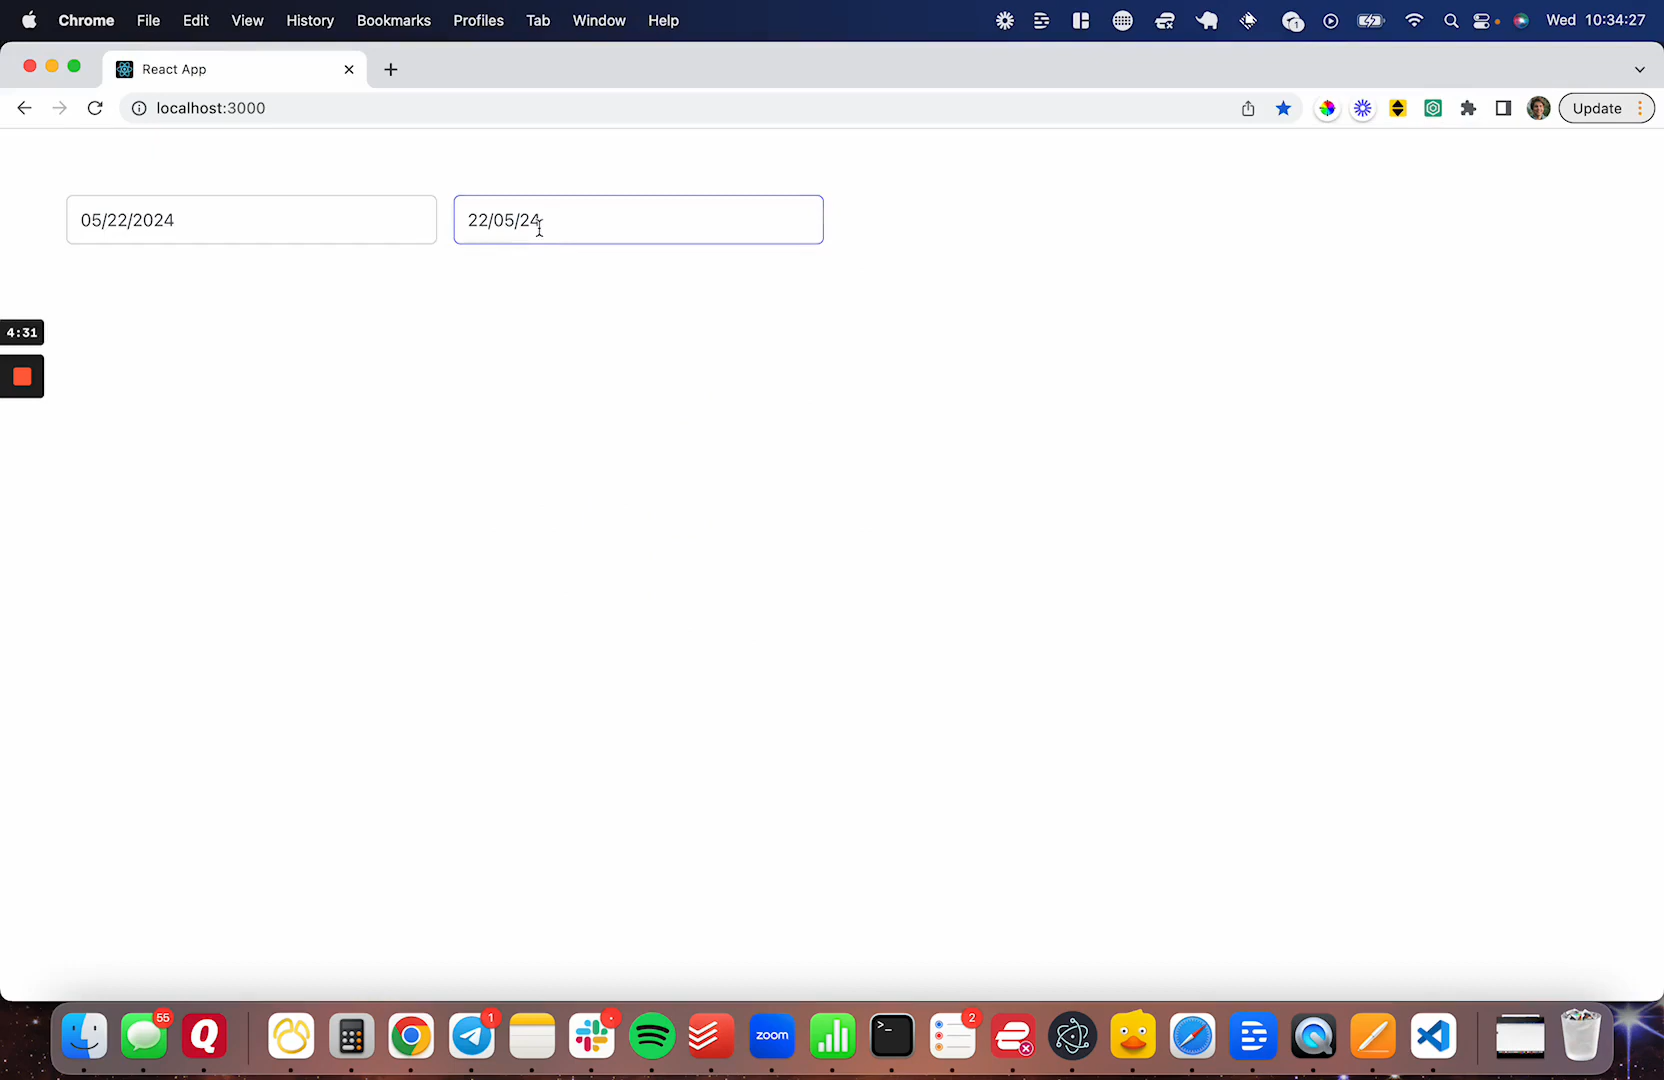 Chrome File Edit View History Bookmarks Profiles Tab Window Help 1 Wed 10:34:27
React App
localhost:3000 Update
05/22/2024 22/05/24
4:31
55 Q 1 zoom >_ 2